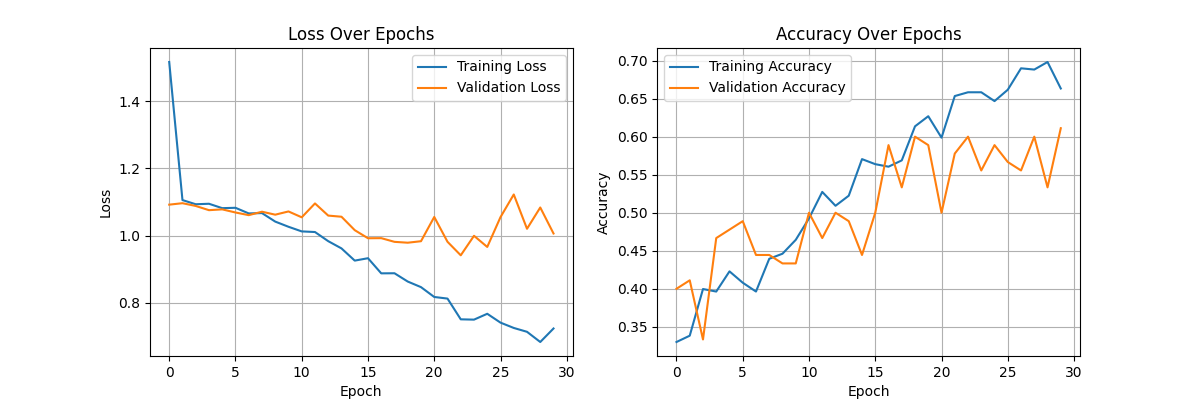 Loss Over Epochs
Training Loss
Validation Loss
1.4
1.2
1.0
0.8
Loss
0 5 10 15 20 25 30
Epoch
Accuracy Over Epochs
Training Accuracy
Validation Accuracy
0.70
0.65
0.60
0.55
0.50
0.45
0.40
0.35
Accuracy
0 5 10 15 20 25 30
Epoch